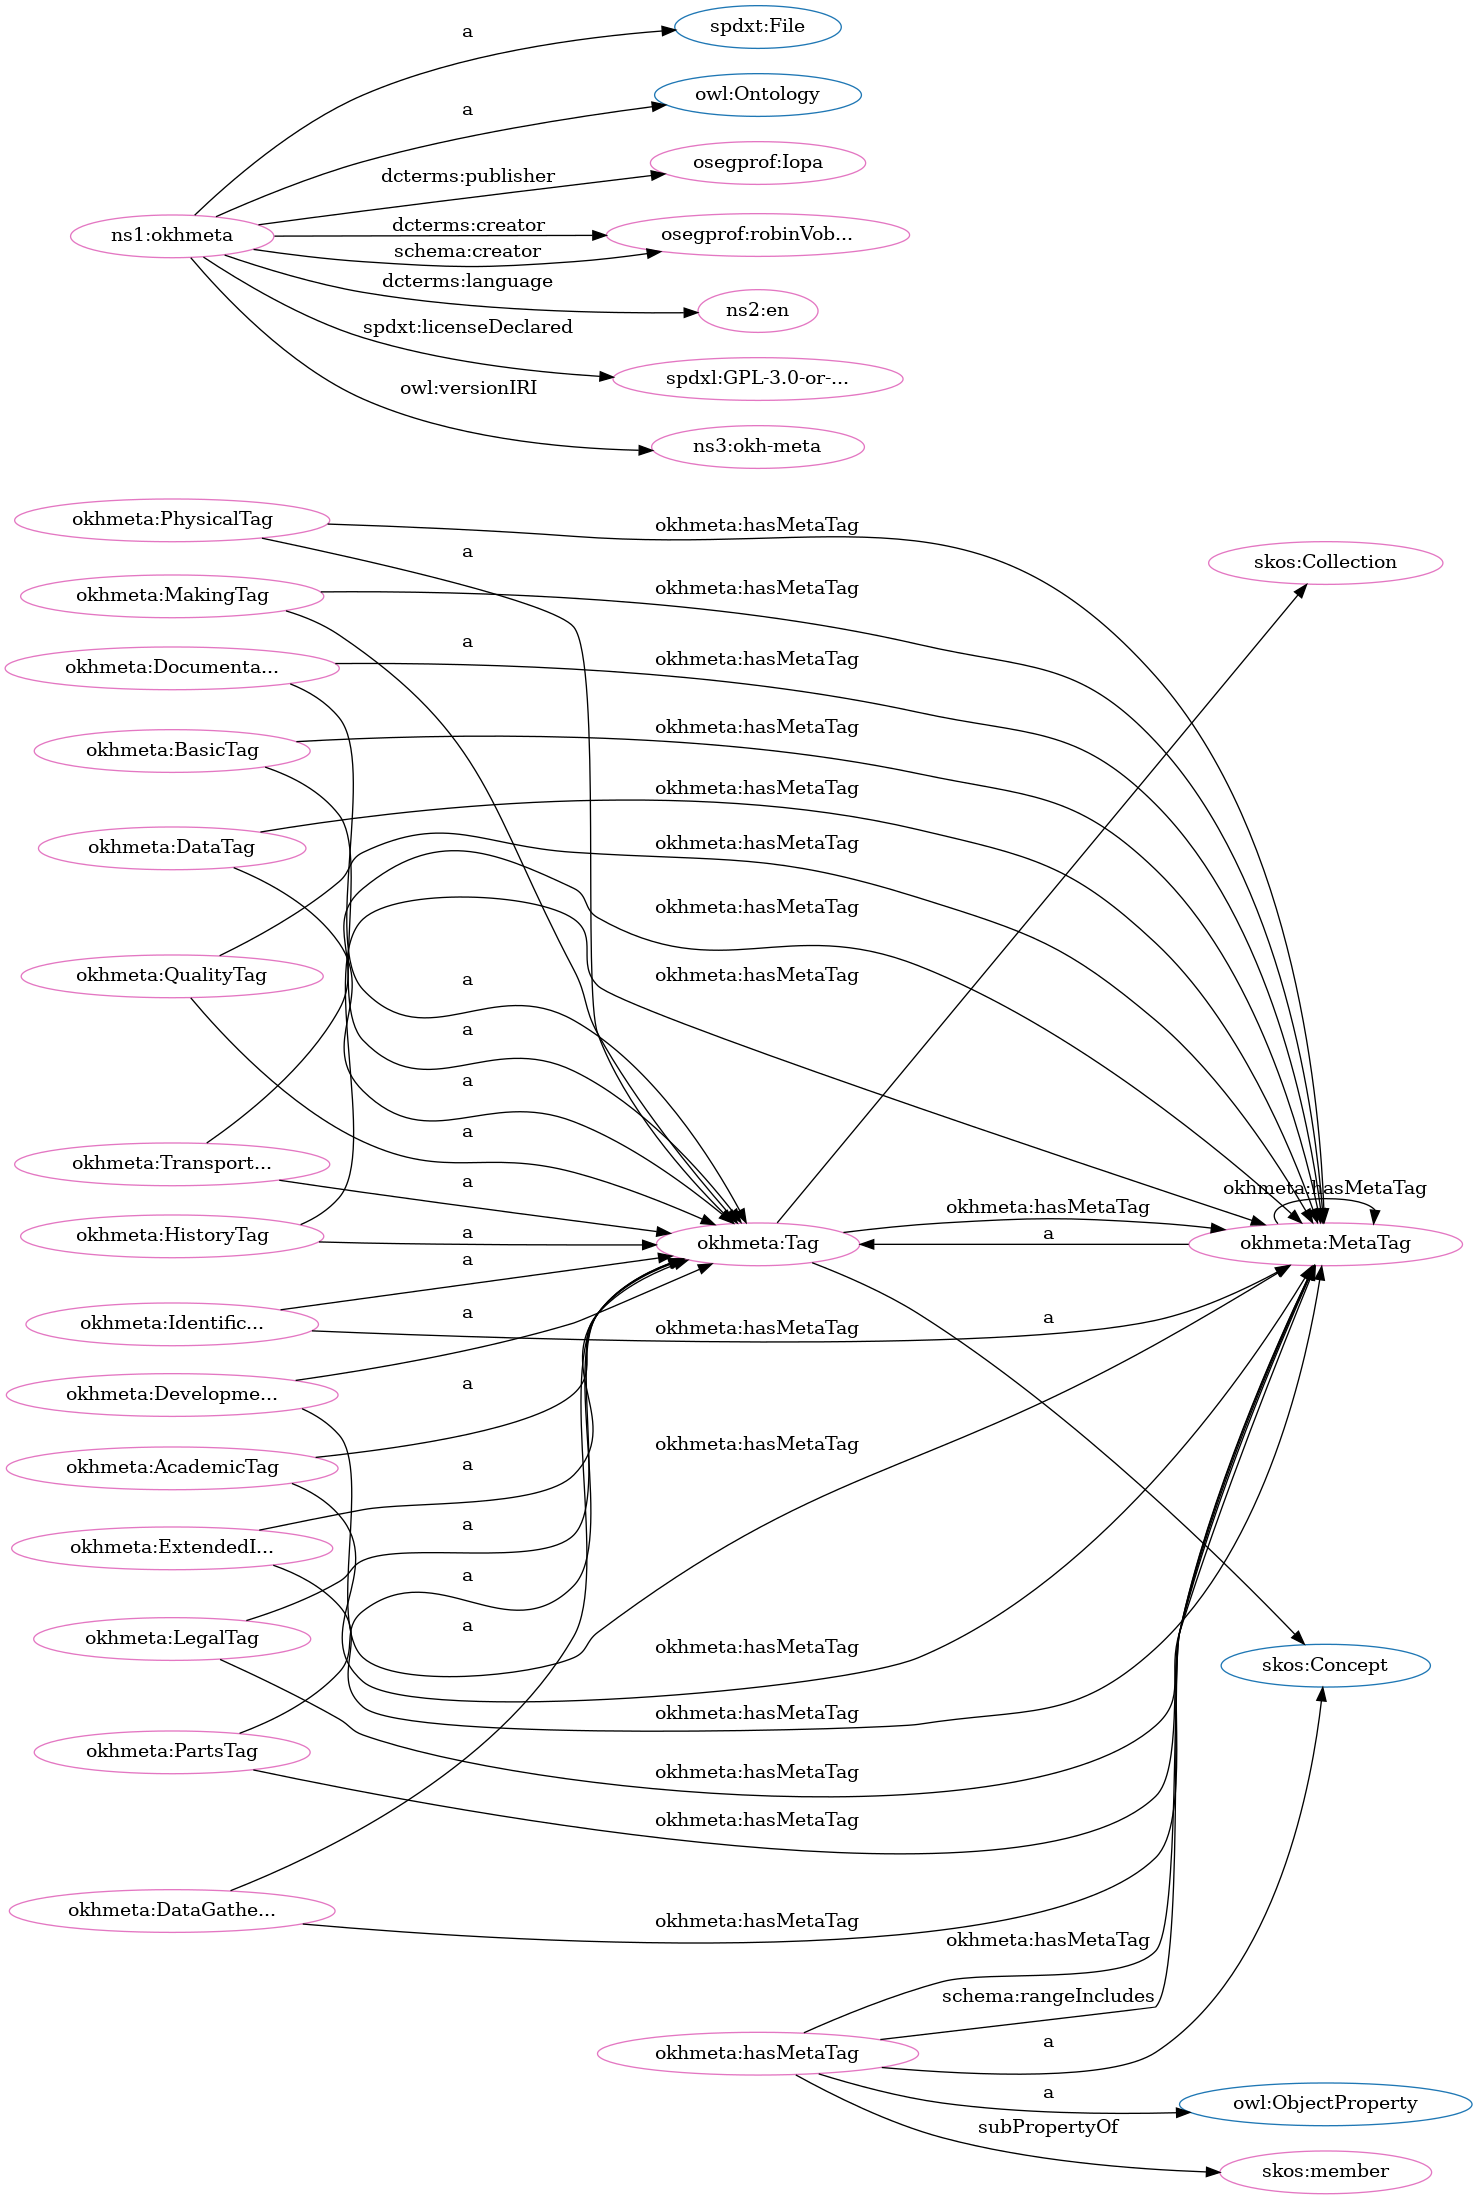 a
spdxt:File
a
owl:Ontology
dcterms:publisher
osegprof:Iopa
ns1:okhmeta
dcterms:creator
osegprof:robinVob...
schema:creator
dcterms:language
ns2:en
spdxt:licenseDeclared
spdxl:GPL-3.0-or-...
owl:versionIRI
ns3:okh-meta
okhmeta:PhysicalTag
okhmeta:hasMetaTag
a
skos:Collection
okhmeta:MakingTag
okhmeta:hasMetaTag
a
okhmeta:Documenta...
okhmeta:hasMetaTag
okhmeta:BasicTag
okhmeta:hasMetaTag
okhmeta:DataTag
okhmeta:hasMetaTag
okhmeta:hasMetaTag
okhmeta:hasMetaTag
okhmeta:QualityTag
a
okhmeta:hasMetaTag
a
a
a
okhmeta:Transport...
a
okhmeta:hasMetaTag
okhmeta:HistoryTag
a
okhmeta:Tag
okhmeta:hasMetaTag
a
okhmeta:MetaTag
a
okhmeta:Identific...
a
okhmeta:hasMetaTag
a
okhmeta:Developme...
a
okhmeta:hasMetaTag
okhmeta:AcademicTag
a
a
okhmeta:ExtendedI...
a
okhmeta:LegalTag
a
okhmeta:hasMetaTag
skos:Concept
okhmeta:hasMetaTag
okhmeta:PartsTag
okhmeta:hasMetaTag
okhmeta:hasMetaTag
okhmeta:DataGathe...
okhmeta:hasMetaTag
okhmeta:hasMetaTag
schema:rangeIncludes
okhmeta:hasMetaTag
a
a
owl:ObjectProperty
subPropertyOf
skos:member